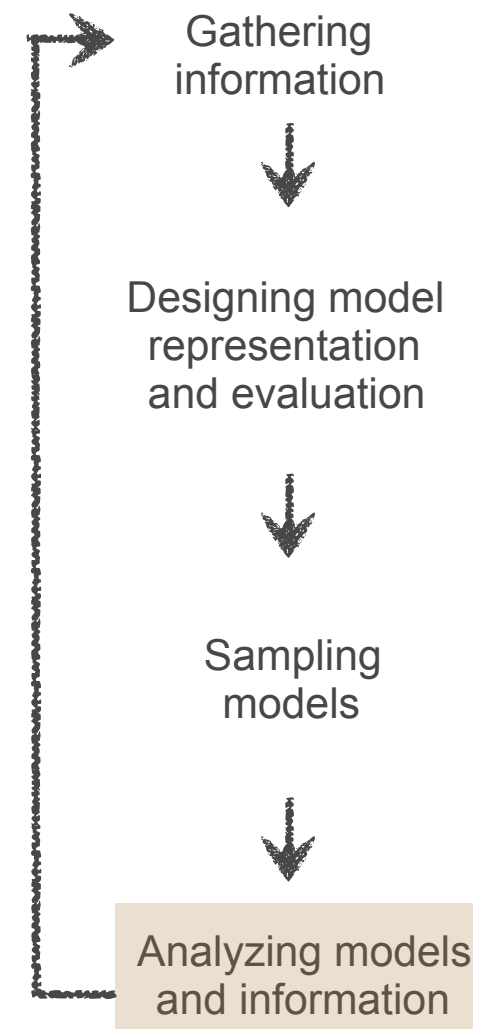 Gathering
information
Designing model
representation
and evaluation
Sampling
models
Analyzing models
and information